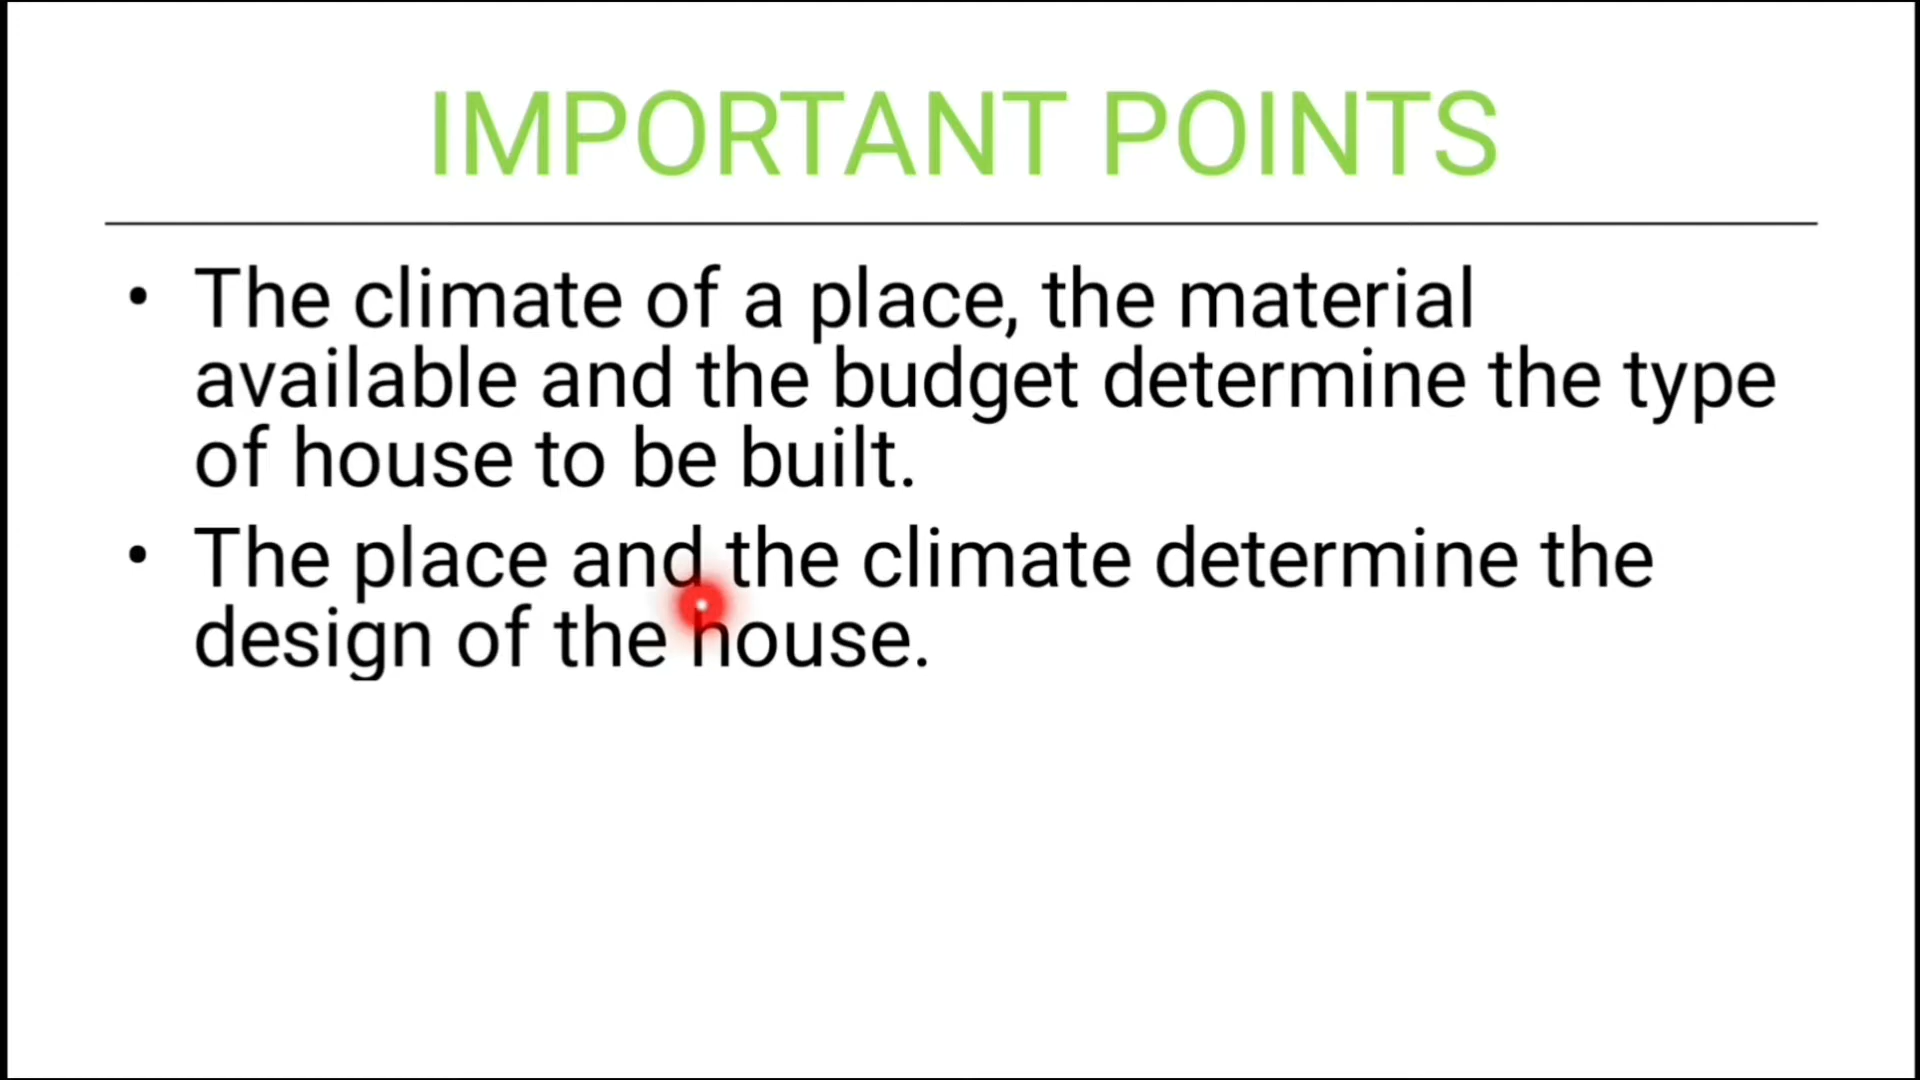 IMPORTANT POINTS
• The climate of a place, the material
available and the budget determine the type
of house to be built.
• The place and the climate determine the
design of the house.